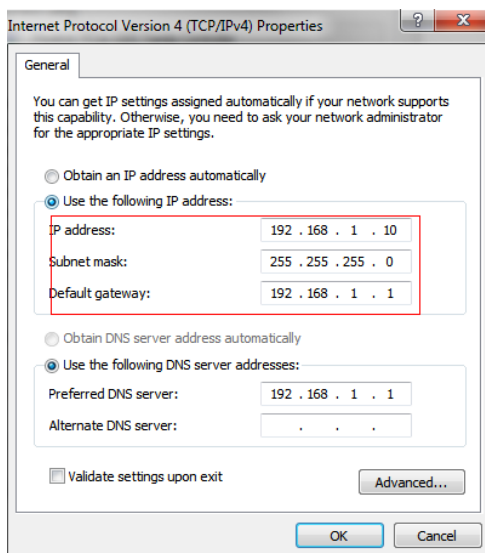 Internet Protocol Version 4 (TCP/IPv4) Properties
General
You can get IP settings assigned automatically if your network supports
this capability. Otherwise, you need to ask your network administrator
for the appropriate IP settings.
Obtain an IP address automatically
Use the following IP address:
IP address: 192 . 168 . 1 . 10
Subnet mask: 255 . 255 . 255 . 0
Default gateway: 192 . 168 . 1 . 1
Obtain DNS server address automatically
Use the following DNS server addresses:
Preferred DNS server: 192 . 168 . 1 . 1
Alternate DNS server: . . .
Validate settings upon exit
Advanced...
OK Cancel